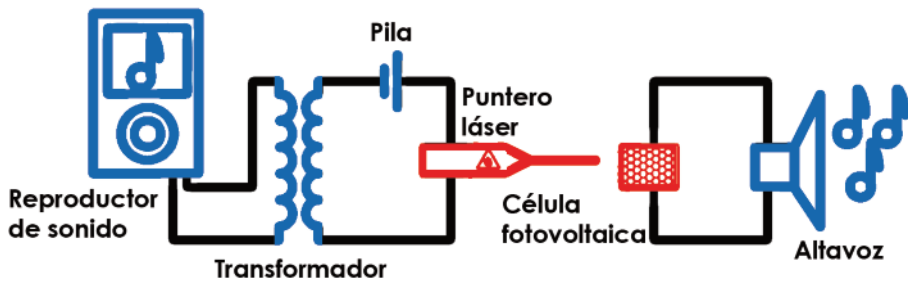 Pila
Puntero
láser
Reproductor
de sonido
Célula
fotovoltaica
Altavoz
Transformador